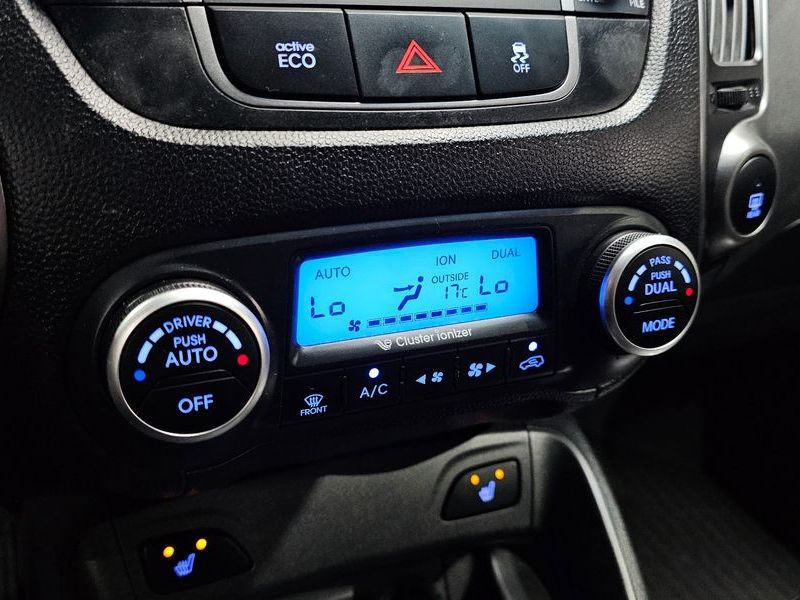 active
ECO
OFF
AUTO
ION
DUAL
Lo
OUTSIDE
17c
Lo
Cluster ionizer
DRIVER
PUSH
AUTO
OFF
PASS
PUSH
DUAL
MODE
FRONT
A/C